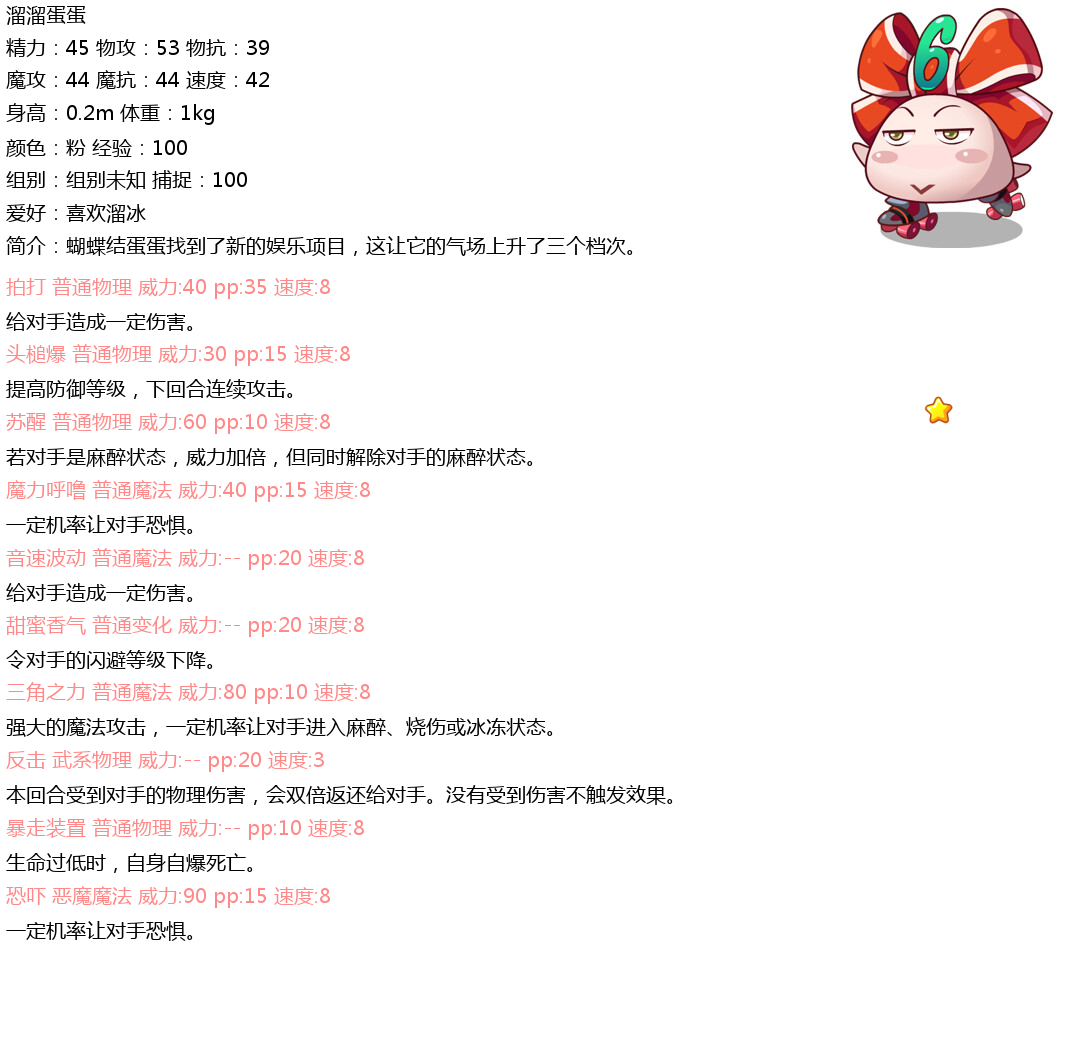 溜溜蛋蛋
精力：45 物攻：53 物抗：39
魔攻：44 魔抗：44 速度：42
身高：0.2m 体重：1kg
颜色：粉 经验：100
组别：组别未知 捕捉：100
爱好：喜欢溜冰
简介：蝴蝶结蛋蛋找到了新的娱乐项目，这让它的气场上升了三个档次。
6
拍打 普通物理 威力:40 pp:35 速度:8
给对手造成一定伤害。
头槌爆 普通物理 威力:30 pp:15 速度:8
提高防御等级，下回合连续攻击。
苏醒 普通物理 威力:60 pp:10 速度:8
若对手是麻醉状态，威力加倍，但同时解除对手的麻醉状态。
魔力呼噜 普通魔法 威力:40 pp:15 速度:8
一定机率让对手恐惧。
音速波动 普通魔法 威力:-- pp:20 速度:8
给对手造成一定伤害。
甜蜜香气 普通变化 威力:-- pp:20 速度:8
令对手的闪避等级下降。
三角之力 普通魔法 威力:80 pp:10 速度:8
强大的魔法攻击，一定机率让对手进入麻醉、烧伤或冰冻状态。
反击 武系物理 威力:-- pp:20 速度:3
本回合受到对手的物理伤害，会双倍返还给对手。没有受到伤害不触发效果。
暴走装置 普通物理 威力:-- pp:10 速度:8
生命过低时，自身自爆死亡。
恐吓 恶魔魔法 威力:90 pp:15 速度:8
一定机率让对手恐惧。